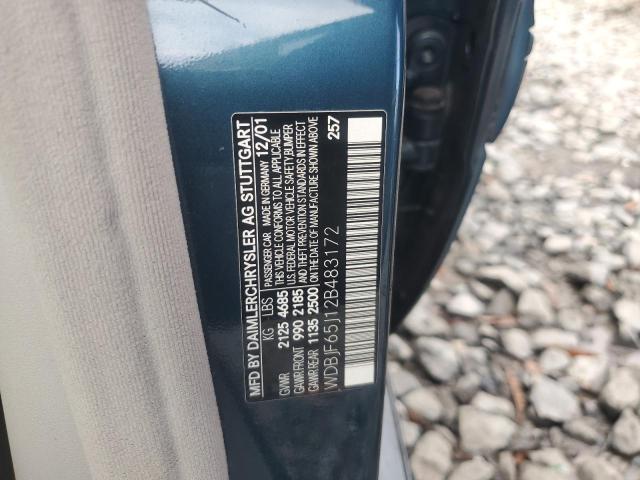 MFD BY DAIMLERCHRYSLER AG STUTTGART
KG LBS PASSENGER CAR MADE IN GERMANY 12/01
GVWR 2125 4685 THIS VEHICLE CONFORMS TO ALL APPLICABLE
U.S. FEDERAL MOTOR VEHICLE SAFETY, BUMPER
GAWR FRONT 990 2185 AND THEFT PREVENTION STANDARDS IN EFFECT
GAWR REAR 1135 2500 ON THE DATE OF MANUFACTURE SHOWN ABOVE
257
WDBJF65J12B483172